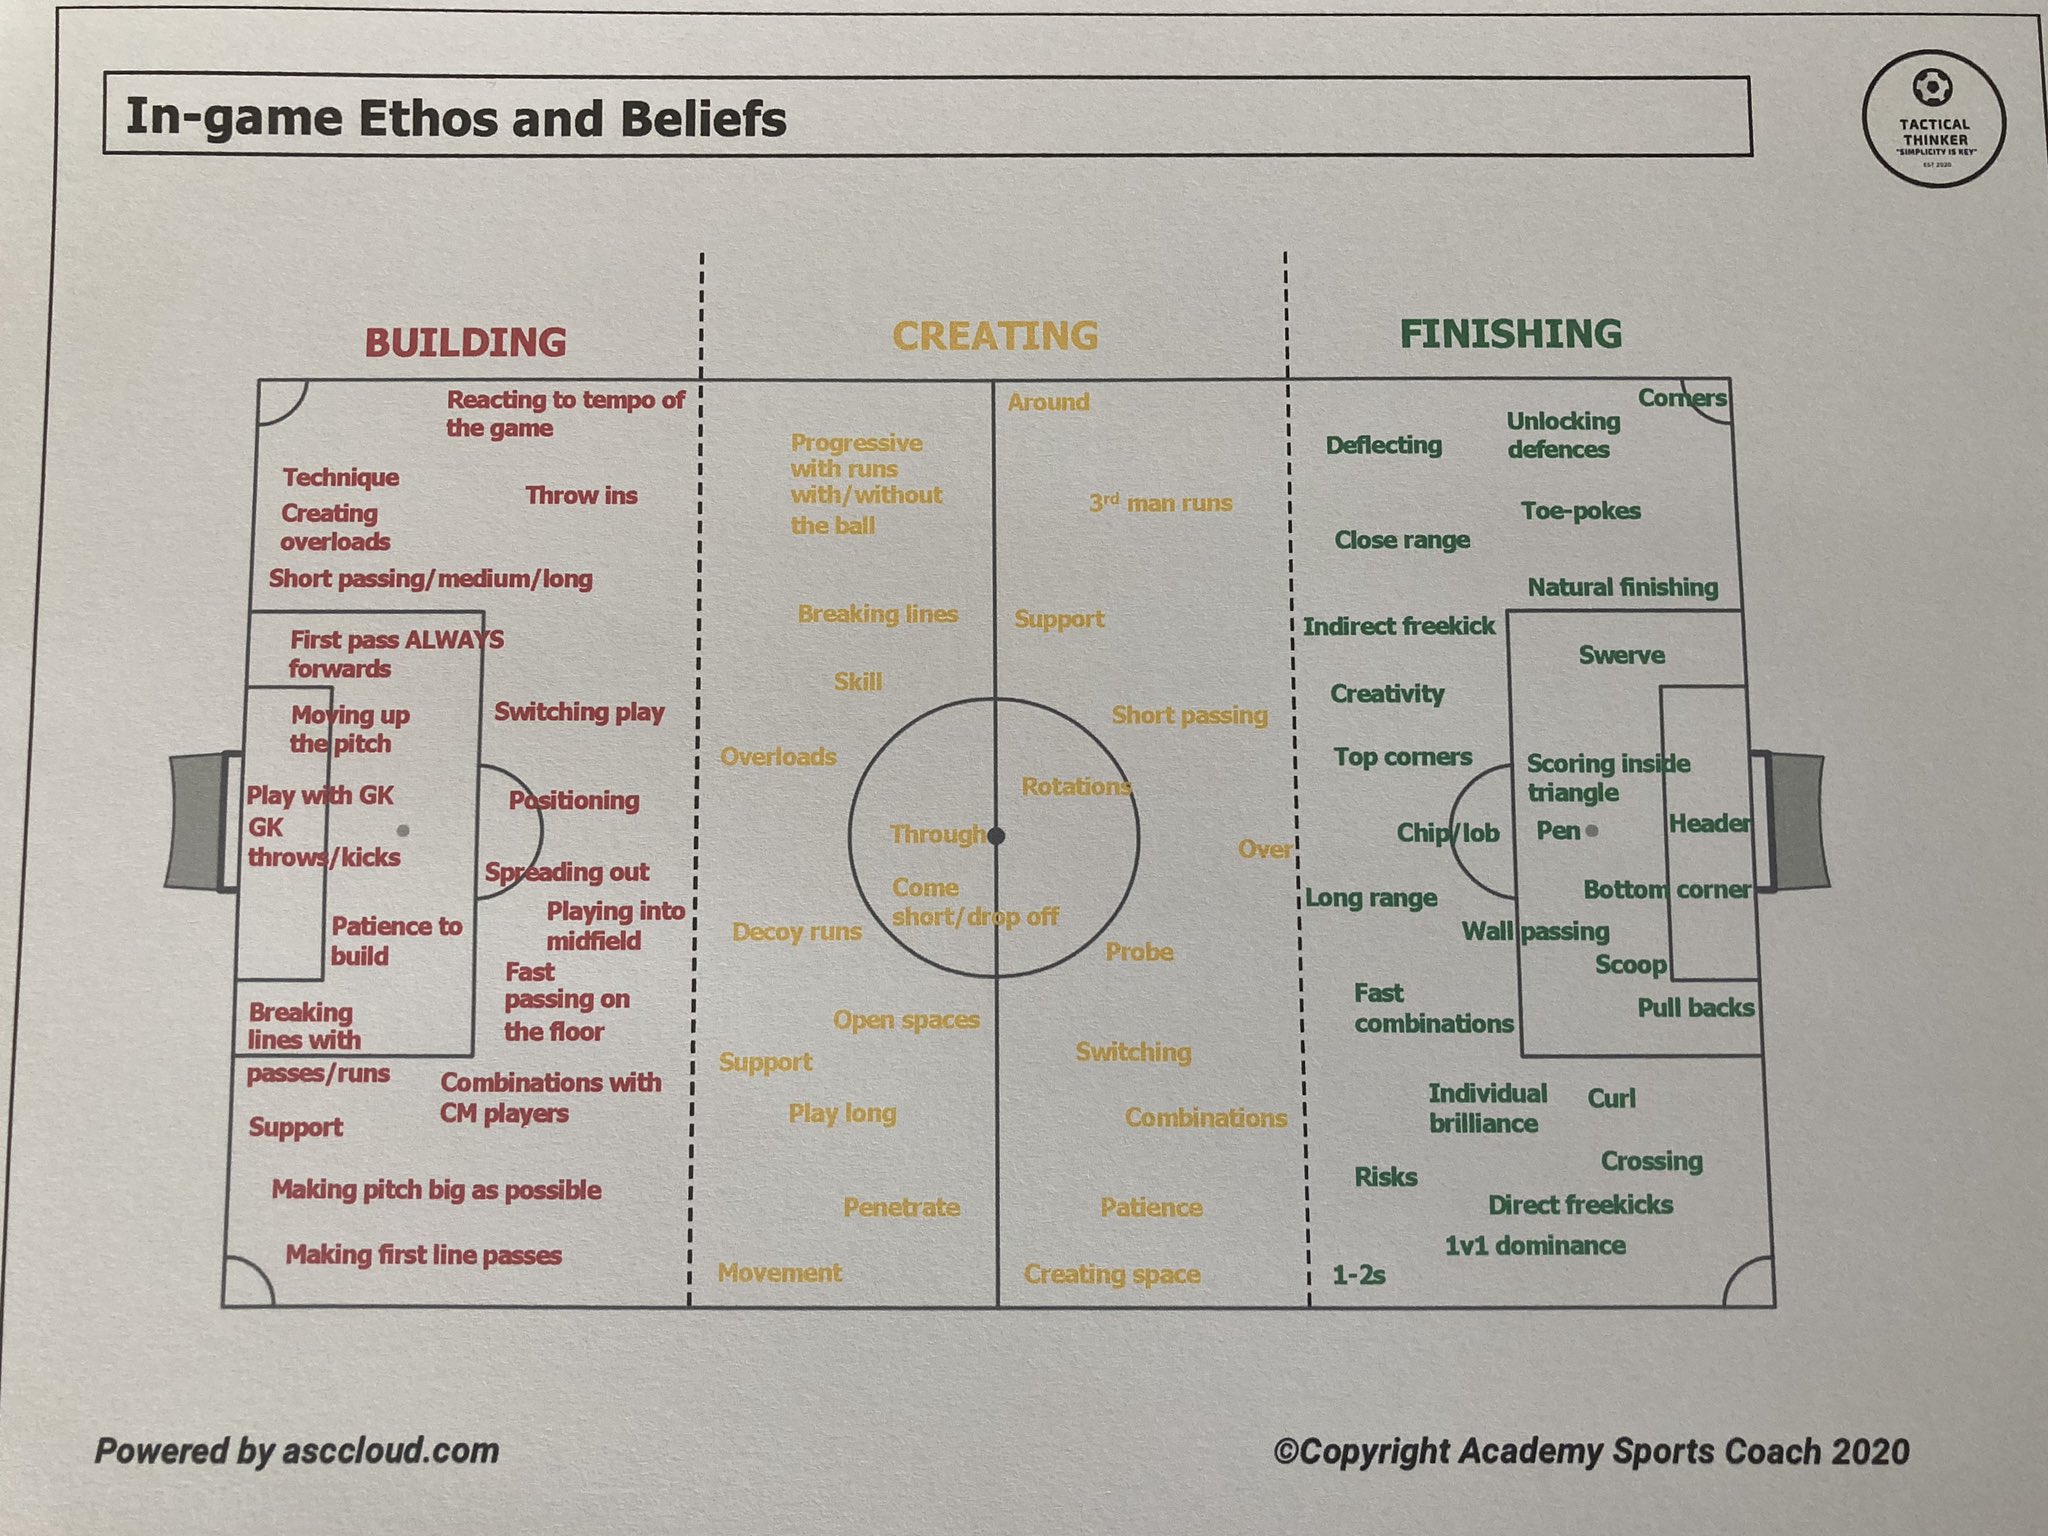 In-game Ethos and Beliefs
TACTICAL
THINKER
"SIMPLICITY IS KEY"
EST 2020
BUILDING
Reacting to tempo of
the game
Technique
Throw ins
Creating
overloads
Short passing/medium/long
First pass ALWAYS
forwards
Moving up
the pitch
Switching play
Play with GK
GK
throws/kicks
Positioning
Spreading out
Patience to
build
Playing into
midfield
Fast
passing on
the floor
Breaking
lines with
passes/runs
Combinations with
CM players
Support
Making pitch big as possible
Making first line passes
CREATING
Around
Progressive
with runs
with/without
the ball
3rd man runs
Breaking lines
Support
Skill
Short passing
Overloads
Rotations
Through
Over
Come
short/drop off
Decoy runs
Probe
Open spaces
Support
Switching
Play long
Combinations
Penetrate
Patience
Movement
Creating space
FINISHING
Corners
Unlocking
defences
Deflecting
Toe-pokes
Close range
Natural finishing
Indirect freekick
Swerve
Creativity
Top corners
Scoring inside
triangle
Chip/lob
Pen
Header
Long range
Bottom corner
Wall passing
Scoop
Fast
combinations
Pull backs
Individual
brilliance
Curl
Crossing
Risks
Direct freekicks
1v1 dominance
1-2s
Powered by asccloud.com
©Copyright Academy Sports Coach 2020